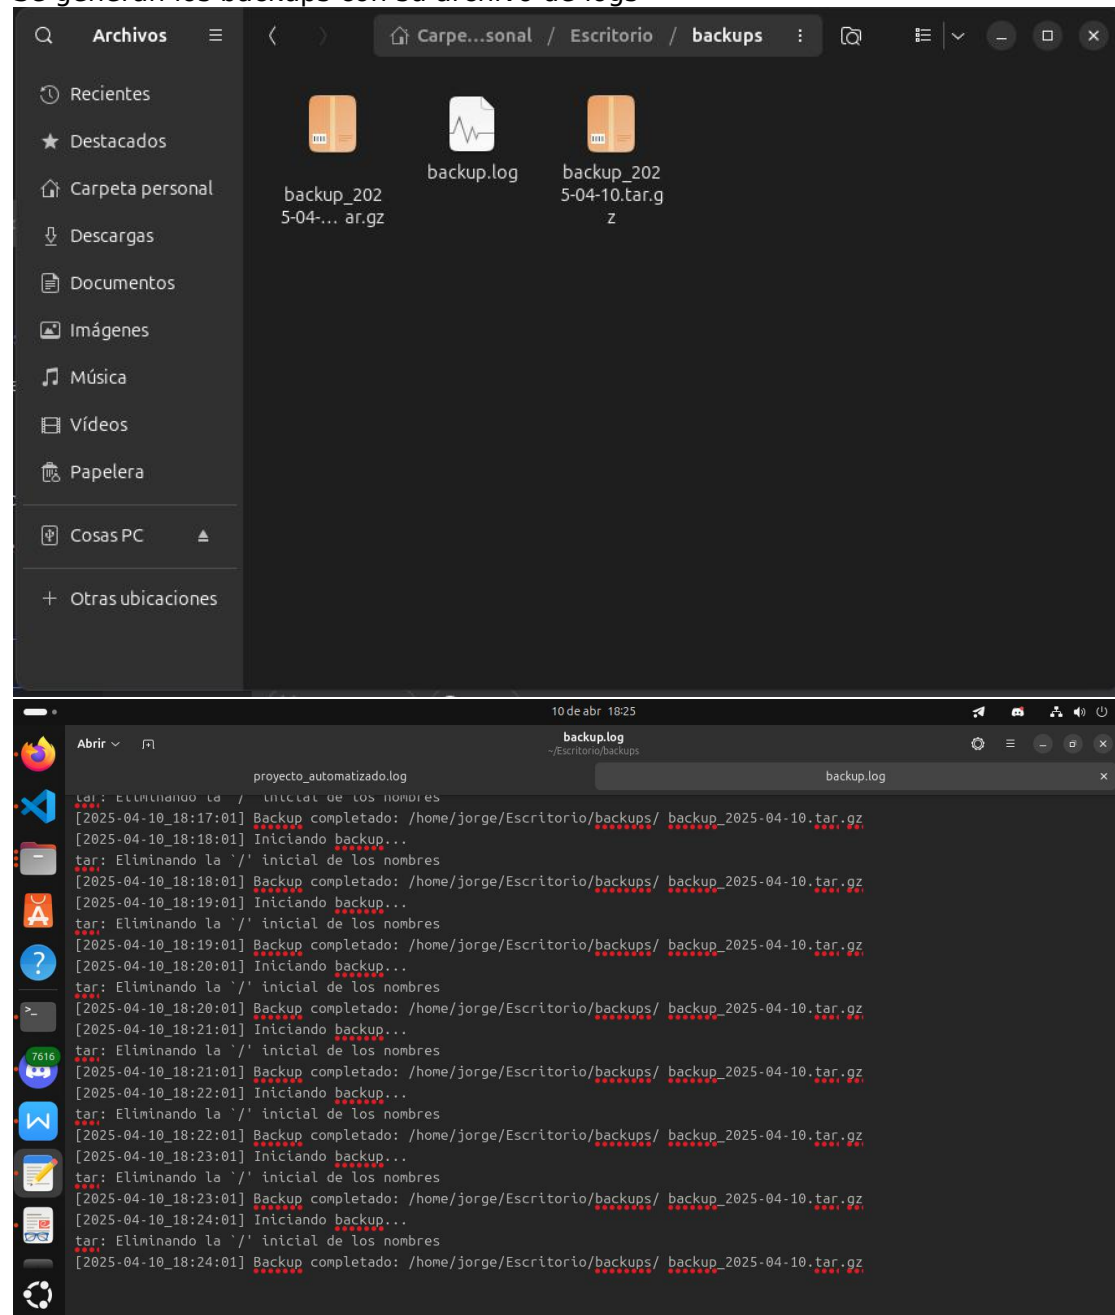 Se generan los backups con su archivo de logs
Archivos
Carpe...sonal / Escritorio / backups
Recientes
Destacados
Carpeta personal
Descargas
Documentos
Imágenes
Música
Vídeos
Papelera
Cosas PC
Otras ubicaciones
backup_202
5-04-... ar.gz
backup.log
backup_202
5-04-10.tar.g
z
10 de abr 18:25
Abrir
backup.log
~/Escritorio/backups
proyecto_automatizado.log
backup.log
tar: Eliminando la `/' inicial de los nombres
[2025-04-10_18:17:01] Backup completado: /home/jorge/Escritorio/backups/ backup_2025-04-10.tar.gz
[2025-04-10_18:18:01] Iniciando backup...
tar: Eliminando la `/' inicial de los nombres
[2025-04-10_18:18:01] Backup completado: /home/jorge/Escritorio/backups/ backup_2025-04-10.tar.gz
[2025-04-10_18:19:01] Iniciando backup...
tar: Eliminando la `/' inicial de los nombres
[2025-04-10_18:19:01] Backup completado: /home/jorge/Escritorio/backups/ backup_2025-04-10.tar.gz
[2025-04-10_18:20:01] Iniciando backup...
tar: Eliminando la `/' inicial de los nombres
[2025-04-10_18:20:01] Backup completado: /home/jorge/Escritorio/backups/ backup_2025-04-10.tar.gz
[2025-04-10_18:21:01] Iniciando backup...
tar: Eliminando la `/' inicial de los nombres
[2025-04-10_18:21:01] Backup completado: /home/jorge/Escritorio/backups/ backup_2025-04-10.tar.gz
[2025-04-10_18:22:01] Iniciando backup...
tar: Eliminando la `/' inicial de los nombres
[2025-04-10_18:22:01] Backup completado: /home/jorge/Escritorio/backups/ backup_2025-04-10.tar.gz
[2025-04-10_18:23:01] Iniciando backup...
tar: Eliminando la `/' inicial de los nombres
[2025-04-10_18:23:01] Backup completado: /home/jorge/Escritorio/backups/ backup_2025-04-10.tar.gz
[2025-04-10_18:24:01] Iniciando backup...
tar: Eliminando la `/' inicial de los nombres
[2025-04-10_18:24:01] Backup completado: /home/jorge/Escritorio/backups/ backup_2025-04-10.tar.gz
7616